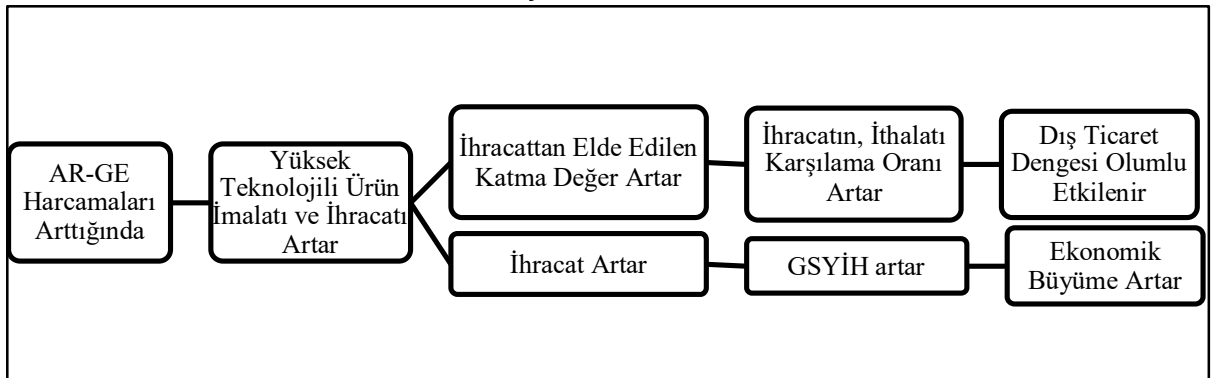 AR-GE
Harcamaları
Arttığında
Yüksek
Teknolojili Ürün
İmalatı ve İhracatı
Artar
İhracattan Elde Edilen
Katma Değer Artar
İhracatın, İthalatı
Karşılama Oranı
Artar
Dış Ticaret
Dengesi Olumlu
Etkilenir
İhracat Artar
GSYİH artar
Ekonomik
Büyüme Artar